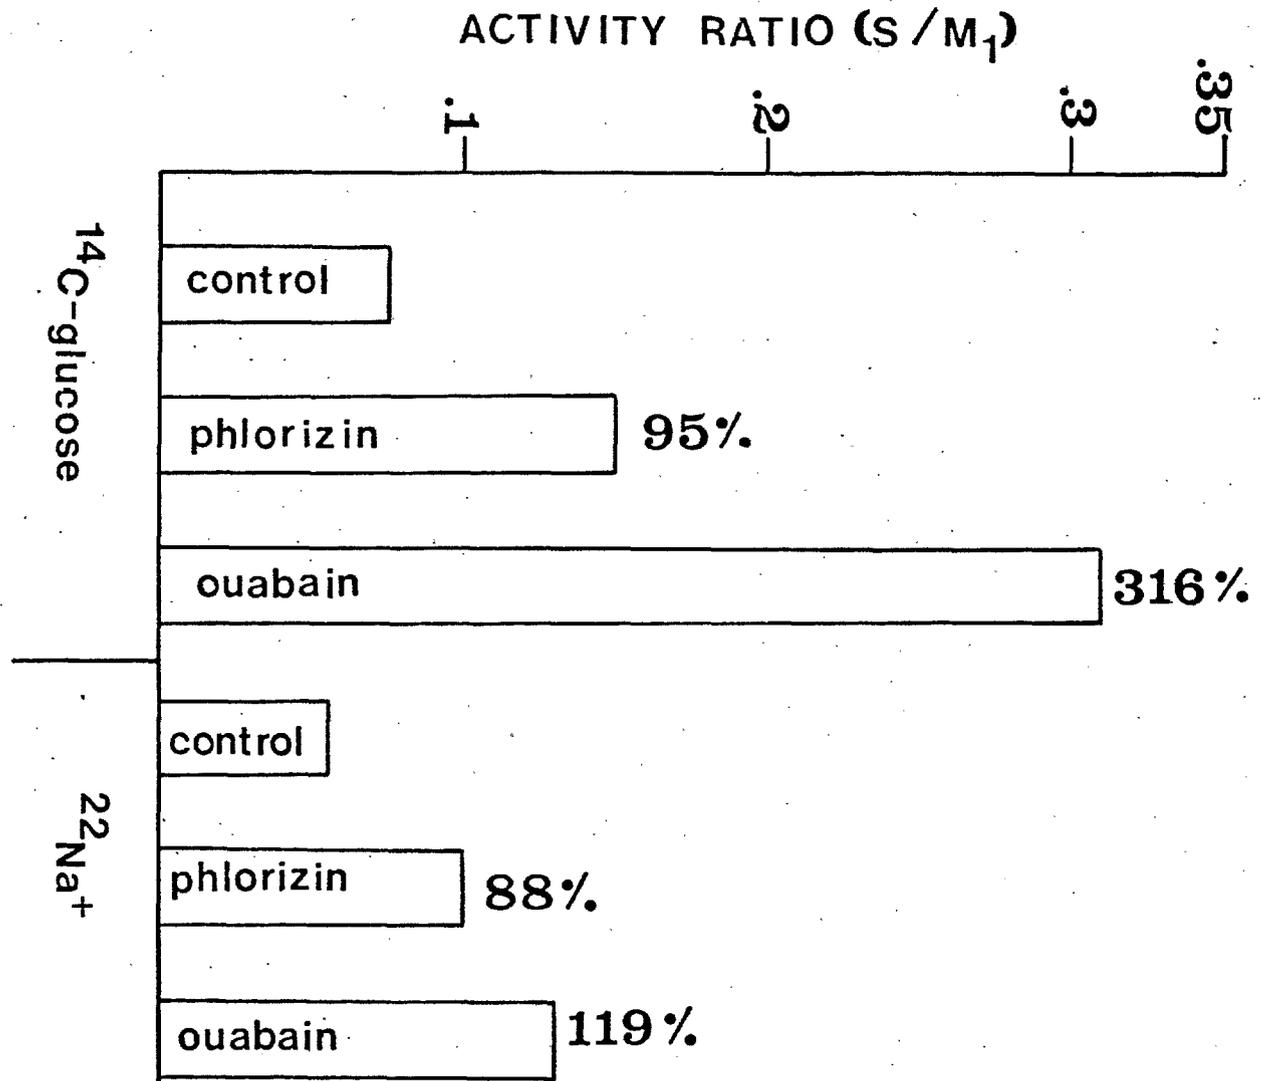 ACTIVITY RATIO (S/M1)
.1 .2 .3 .35
14C-glucose
control
phlorizin 95%
ouabain 316%
22Na+
control
phlorizin 88%
ouabain 119%